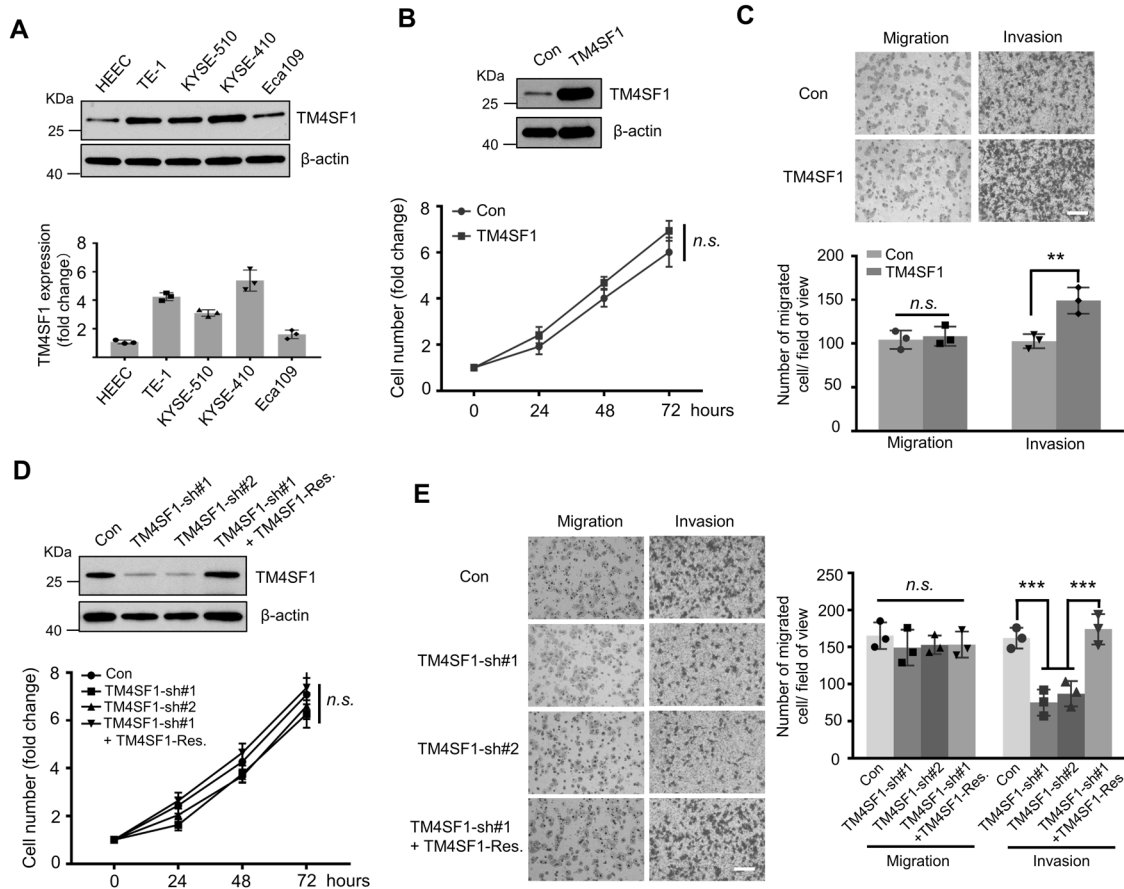 A
HEEC
TE-1
KYSE-510
KYSE-410
Eca109
KDa
25
TM4SF1
40
β-actin
TM4SF1 expression
(fold change)
8
6
4
2
HEEC
TE-1
KYSE-510
KYSE-410
Eca109
B
Con
TM4SF1
KDa
25
TM4SF1
40
β-actin
Cell number (fold change)
8
6
4
2
0
Con
TM4SF1
n.s.
0 24 48 72 hours
C
Migration Invasion
Con
TM4SF1
Number of migrated
cell/ field of view
200
150
100
50
0
Con
TM4SF1
n.s.
**
Migration Invasion
D
Con
TM4SF1-sh#1
TM4SF1-sh#2
TM4SF1-sh#1
+ TM4SF1-Res.
KDa
25
TM4SF1
40
β-actin
Cell number (fold change)
8
6
4
2
0
Con
TM4SF1-sh#1
TM4SF1-sh#2
TM4SF1-sh#1
+ TM4SF1-Res.
n.s.
0 24 48 72 hours
E
Migration Invasion
Con
TM4SF1-sh#1
TM4SF1-sh#2
TM4SF1-sh#1
+ TM4SF1-Res.
Number of migrated
cell/ field of view
250
200
150
100
50
0
n.s.
*** ***
Con
TM4SF1-sh#1
TM4SF1-sh#2
TM4SF1-sh#1
+TM4SF1-Res.
Migration
Con
TM4SF1-sh#1
TM4SF1-sh#2
TM4SF1-sh#1
+TM4SF1-Res.
Invasion